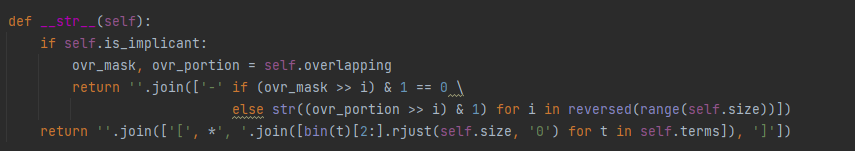 def __str__(self):
    if self.is_implicant:
        ovr_mask, ovr_portion = self.overlapping
        return ''.join(['-' if (ovr_mask >> i) & 1 == 0 \
                            else str((ovr_portion >> i) & 1) for i in reversed(range(self.size))])
    return ''.join(['[', *', '.join([bin(t)[2:].rjust(self.size, '0') for t in self.terms]), ']'])